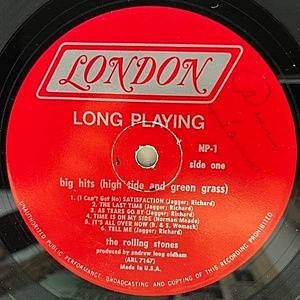 LONDON
LONG PLAYING
NP-1
side one
big hits (high tide and green grass)
1. (I Can't Get No) SATISFACTION (Jagger; Richard)
2. THE LAST TIME (Jagger; Richard)
3. AS TEARS GO BY (Jagger; Richard)
4. TIME IS ON MY SIDE (Norman Meade)
5. IT'S ALL OVER NOW (B. & S. Womack)
6. TELL ME (Jagger; Richard)
the rolling stones
produced by andrew loog oldham
(ARL 7167)
Made in U.S.A.
UNAUTHORIZED PUBLIC PERFORMANCE, BROADCASTING AND COPYING OF THIS RECORDING PROHIBITED